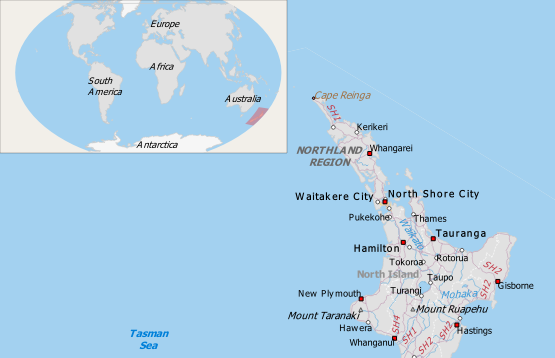 Europe
Africa
South
America
Australia
Antarctica
Cape Reinga
SH1
Kerikeri
NORTHLAND
REGION
Whangarei
Waitakere City
North Shore City
Pukekohe
Thames
Waikato
Tauranga
Hamilton
Tokoroa
Rotorua
SH2
North Island
Taupo
Turangi
Mohaka
SH2
Gisborne
New Plymouth
Mount Taranaki
Mount Ruapehu
Hawera
SH4
SH1
SH2
SH2
Hastings
Whanganui
Tasman
Sea